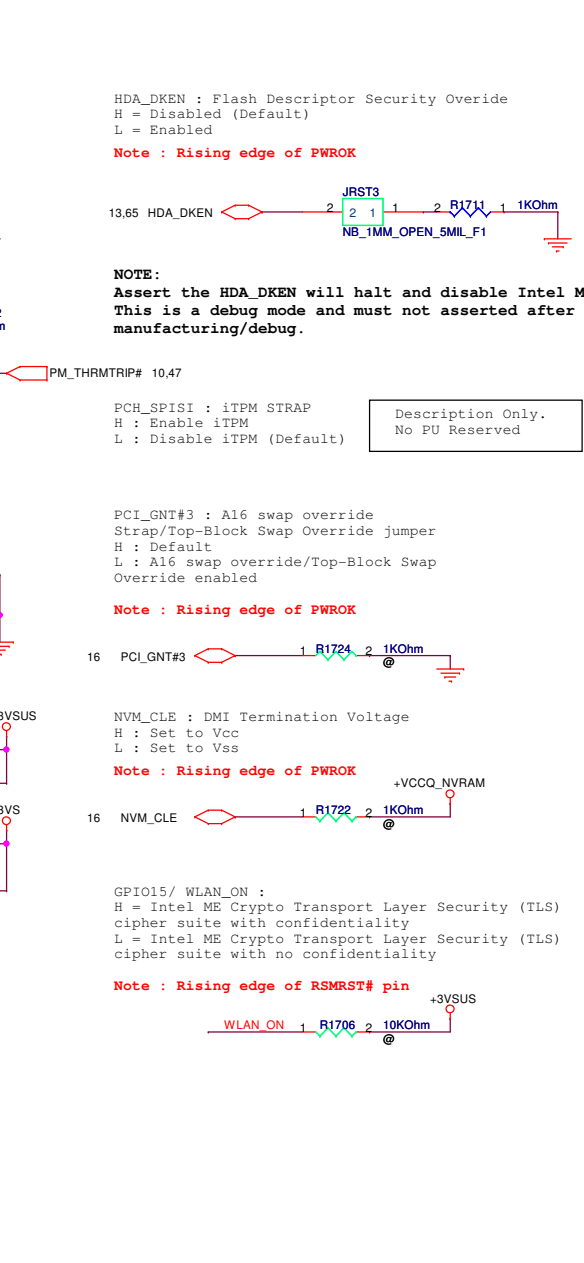 HDA_DKEN : Flash Descriptor Security Overide
H = Disabled (Default)
L = Enabled
Note : Rising edge of PWROK
JRST3
13,65 HDA_DKEN 2 2 1 1 2 R1711 1 1KOhm
NB_1MM_OPEN_5MIL_F1
NOTE:
Assert the HDA_DKEN will halt and disable Intel M
This is a debug mode and must not asserted after
manufacturing/debug.
PM_THRMTRIP# 10,47
PCH_SPISI : iTPM STRAP
H : Enable iTPM
L : Disable iTPM (Default)
Description Only.
No PU Reserved
PCI_GNT#3 : A16 swap override
Strap/Top-Block Swap Override jumper
H : Default
L : A16 swap override/Top-Block Swap
Override enabled
Note : Rising edge of PWROK
16 PCI_GNT#3 1 R1724 2 1KOhm
@
3VSUS
NVM_CLE : DMI Termination Voltage
H : Set to Vcc
L : Set to Vss
Note : Rising edge of PWROK
+VCCQ_NVRAM
3VS
16 NVM_CLE 1 R1722 2 1KOhm
@
GPIO15/ WLAN_ON :
H = Intel ME Crypto Transport Layer Security (TLS)
cipher suite with confidentiality
L = Intel ME Crypto Transport Layer Security (TLS)
cipher suite with no confidentiality
Note : Rising edge of RSMRST# pin
+3VSUS
WLAN_ON 1 R1706 2 10KOhm
@